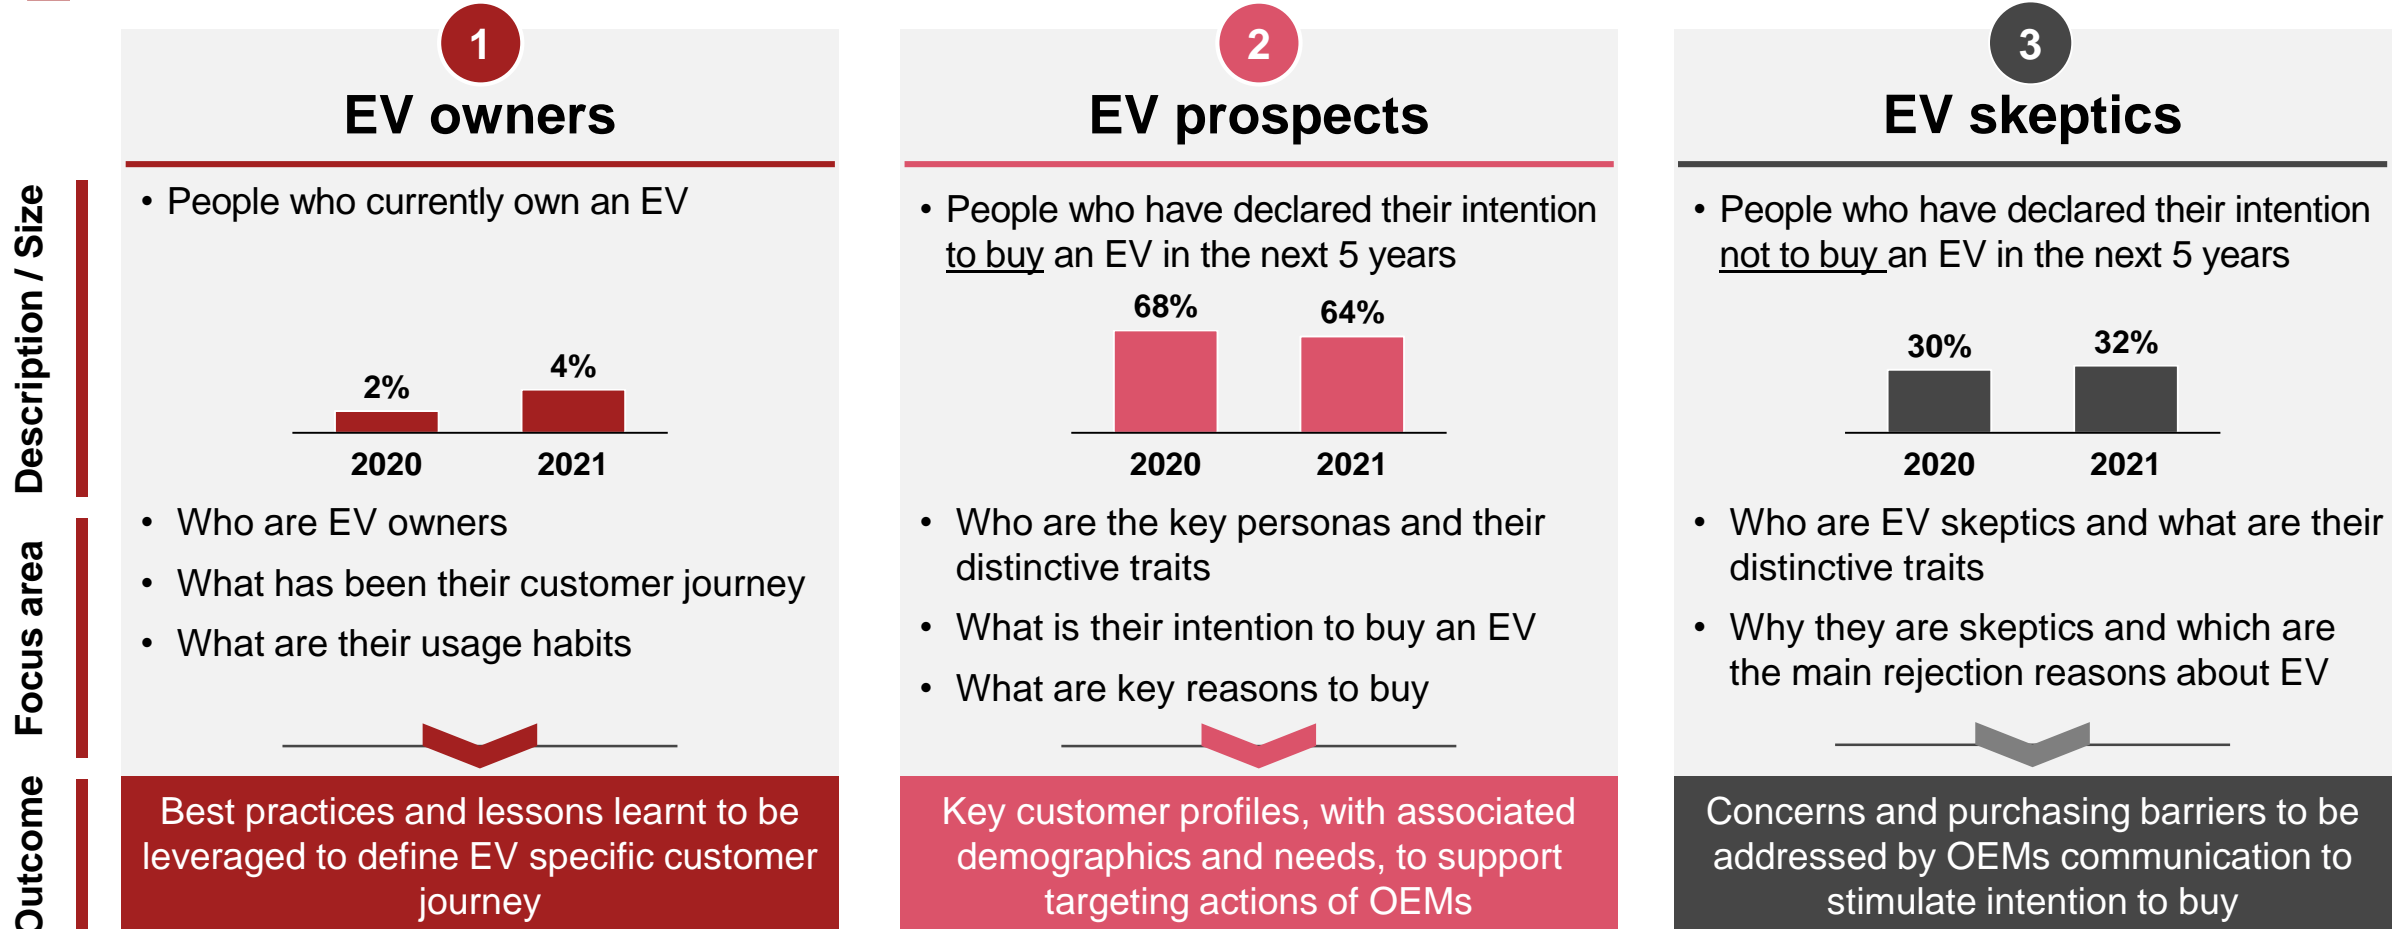 1
EV owners
2
EV prospects
3
EV skeptics
Description / Size
• People who currently own an EV
2%
4%
2020
2021
• People who have declared their intention
to buy an EV in the next 5 years
68%
64%
2020
2021
• People who have declared their intention
not to buy an EV in the next 5 years
30%
32%
2020
2021
Focus area
• Who are EV owners
• What has been their customer journey
• What are their usage habits
• Who are the key personas and their
distinctive traits
• What is their intention to buy an EV
• What are key reasons to buy
• Who are EV skeptics and what are their
distinctive traits
• Why they are skeptics and which are
the main rejection reasons about EV
Outcome
Best practices and lessons learnt to be
leveraged to define EV specific customer
journey
Key customer profiles, with associated
demographics and needs, to support
targeting actions of OEMs
Concerns and purchasing barriers to be
addressed by OEMs communication to
stimulate intention to buy